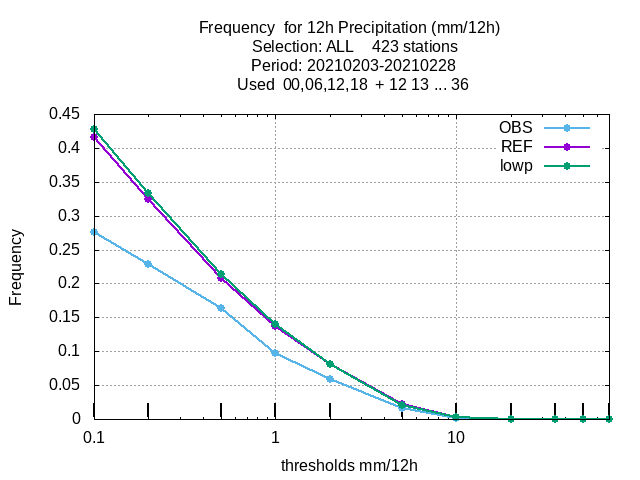 Frequency  for 12h Precipitation (mm/12h)
Selection: ALL    423 stations
Period: 20210203-20210228
Used  00,06,12,18  + 12 13 ... 36
OBS
REF
lowp
Frequency
0.45
0.4
0.35
0.3
0.25
0.2
0.15
0.1
0.05
0
0.1 1 10
thresholds mm/12h